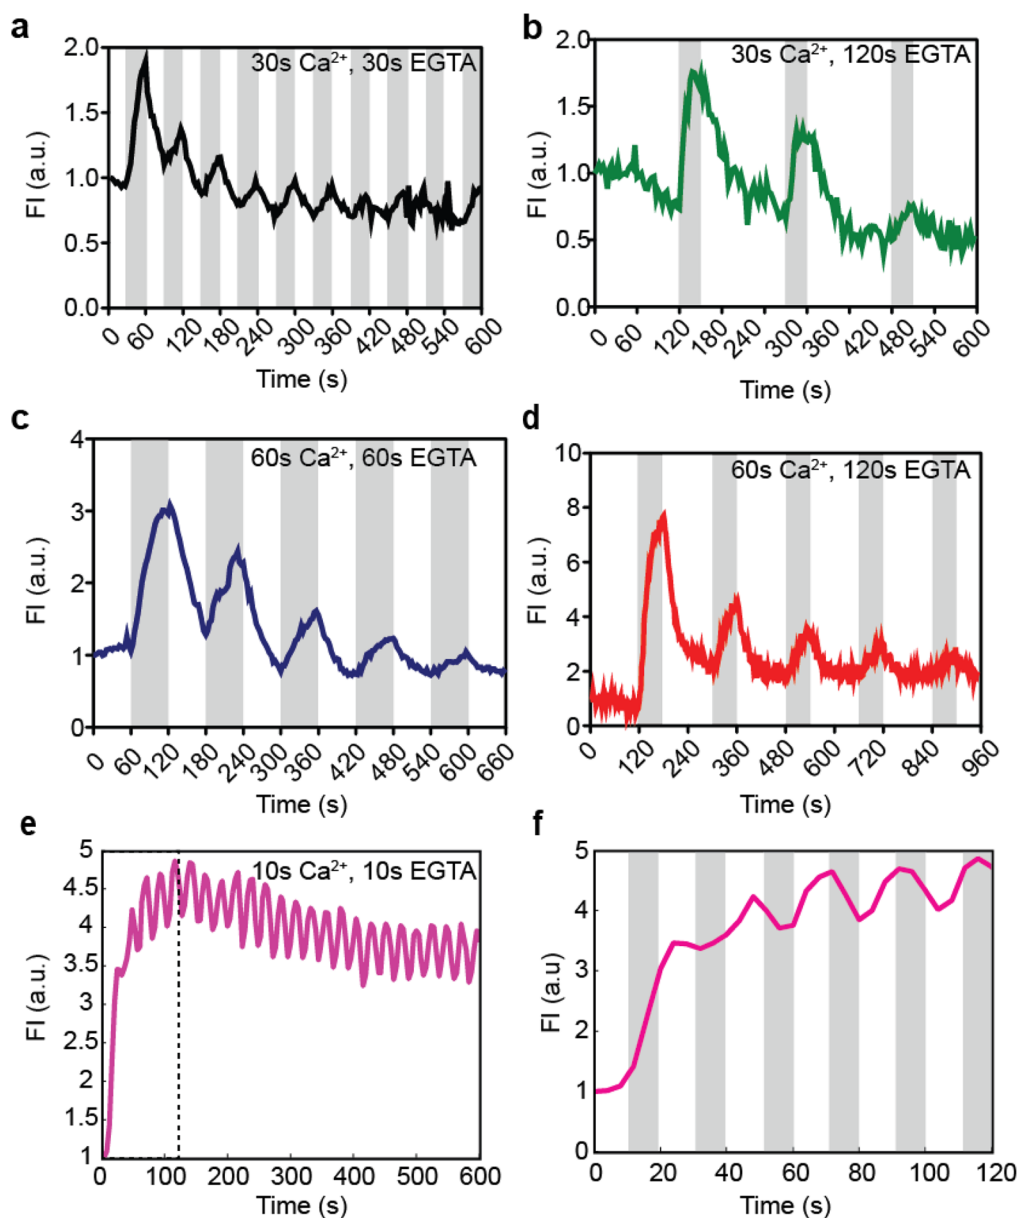 a
2.0
1.5
1.0
0.5
0.0
FI (a.u.)
30s Ca²⁺, 30s EGTA
0 60 120 180 240 300 360 420 480 540 600
Time (s)
b
2.0
1.5
1.0
0.5
0.0
FI (a.u.)
30s Ca²⁺, 120s EGTA
0 60 120 180 240 300 360 420 480 540 600
Time (s)
c
4
3
2
1
0
FI (a.u.)
60s Ca²⁺, 60s EGTA
0 60 120 180 240 300 360 420 480 540 600 660
Time (s)
d
10
8
6
4
2
0
FI (a.u.)
60s Ca²⁺, 120s EGTA
0 120 240 360 480 600 720 840 960
Time (s)
e
5
4.5
4
3.5
4
4.5
2
1.5
1
FI (a.u.)
10s Ca²⁺, 10s EGTA
0 100 200 300 400 500 600
Time (s)
f
5
4
3
2
1
0
FI (a.u)
0 20 40 60 80 100 120
Time (s)